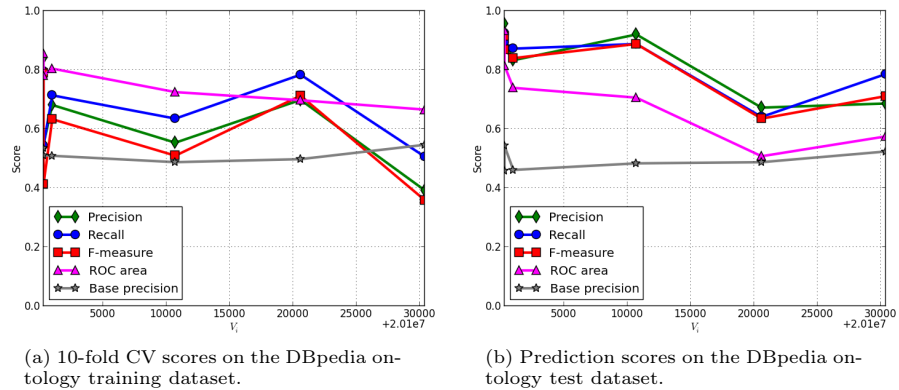 1.0
0.8
0.6
0.4
0.2
0.0
Score
5000 10000 15000 20000 25000 30000
+2.01e7
Vᵢ
Precision
Recall
F-measure
ROC area
Base precision
(a) 10-fold CV scores on the DBpedia on-
tology training dataset.
1.0
0.8
0.6
0.4
0.2
0.0
Score
5000 10000 15000 20000 25000 30000
+2.01e7
Vᵢ
Precision
Recall
F-measure
ROC area
Base precision
(b) Prediction scores on the DBpedia on-
tology test dataset.